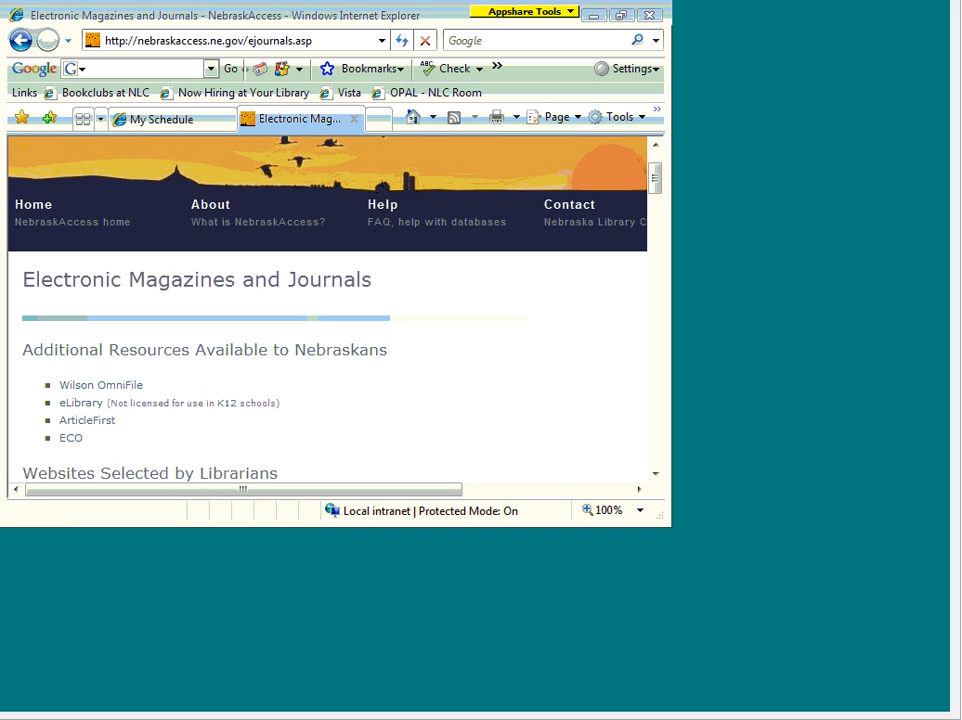 Electronic Magazines and Journals - NebraskAccess - Windows Internet Explorer
Appshare Tools
http://nebraskaccess.ne.gov/ejournals.asp
Google
Google G Go Bookmarks ABC Check » Settings
Links Bookclubs at NLC Now Hiring at Your Library Vista OPAL - NLC Room
My Schedule Electronic Mag... Page Tools »
Home About Help Contact
NebraskAccess home What is NebraskAccess? FAQ, help with databases Nebraska Library C
Electronic Magazines and Journals
Additional Resources Available to Nebraskans
Wilson OmniFile
eLibrary (Not licensed for use in K12 schools)
ArticleFirst
ECO
Websites Selected by Librarians
Local intranet | Protected Mode: On 100%